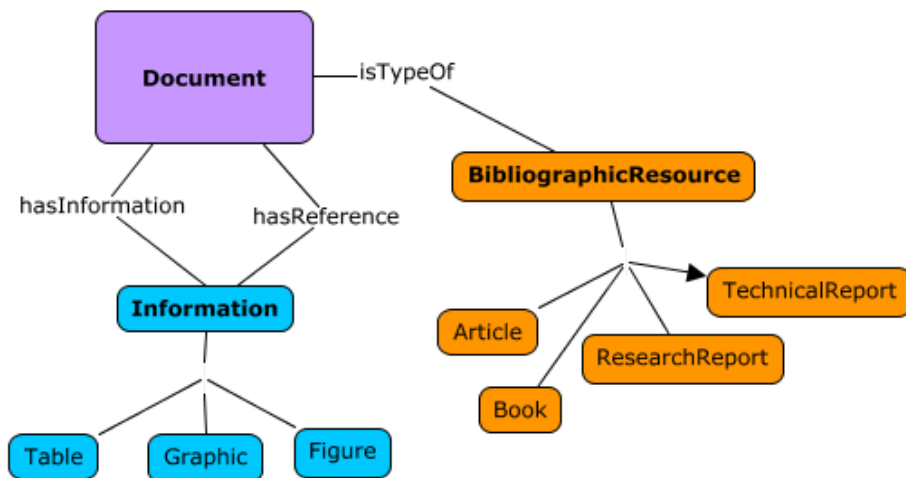 Document
isTypeOf
BibliographicResource
hasInformation
hasReference
Information
TechnicalReport
Article
ResearchReport
Book
Table
Graphic
Figure